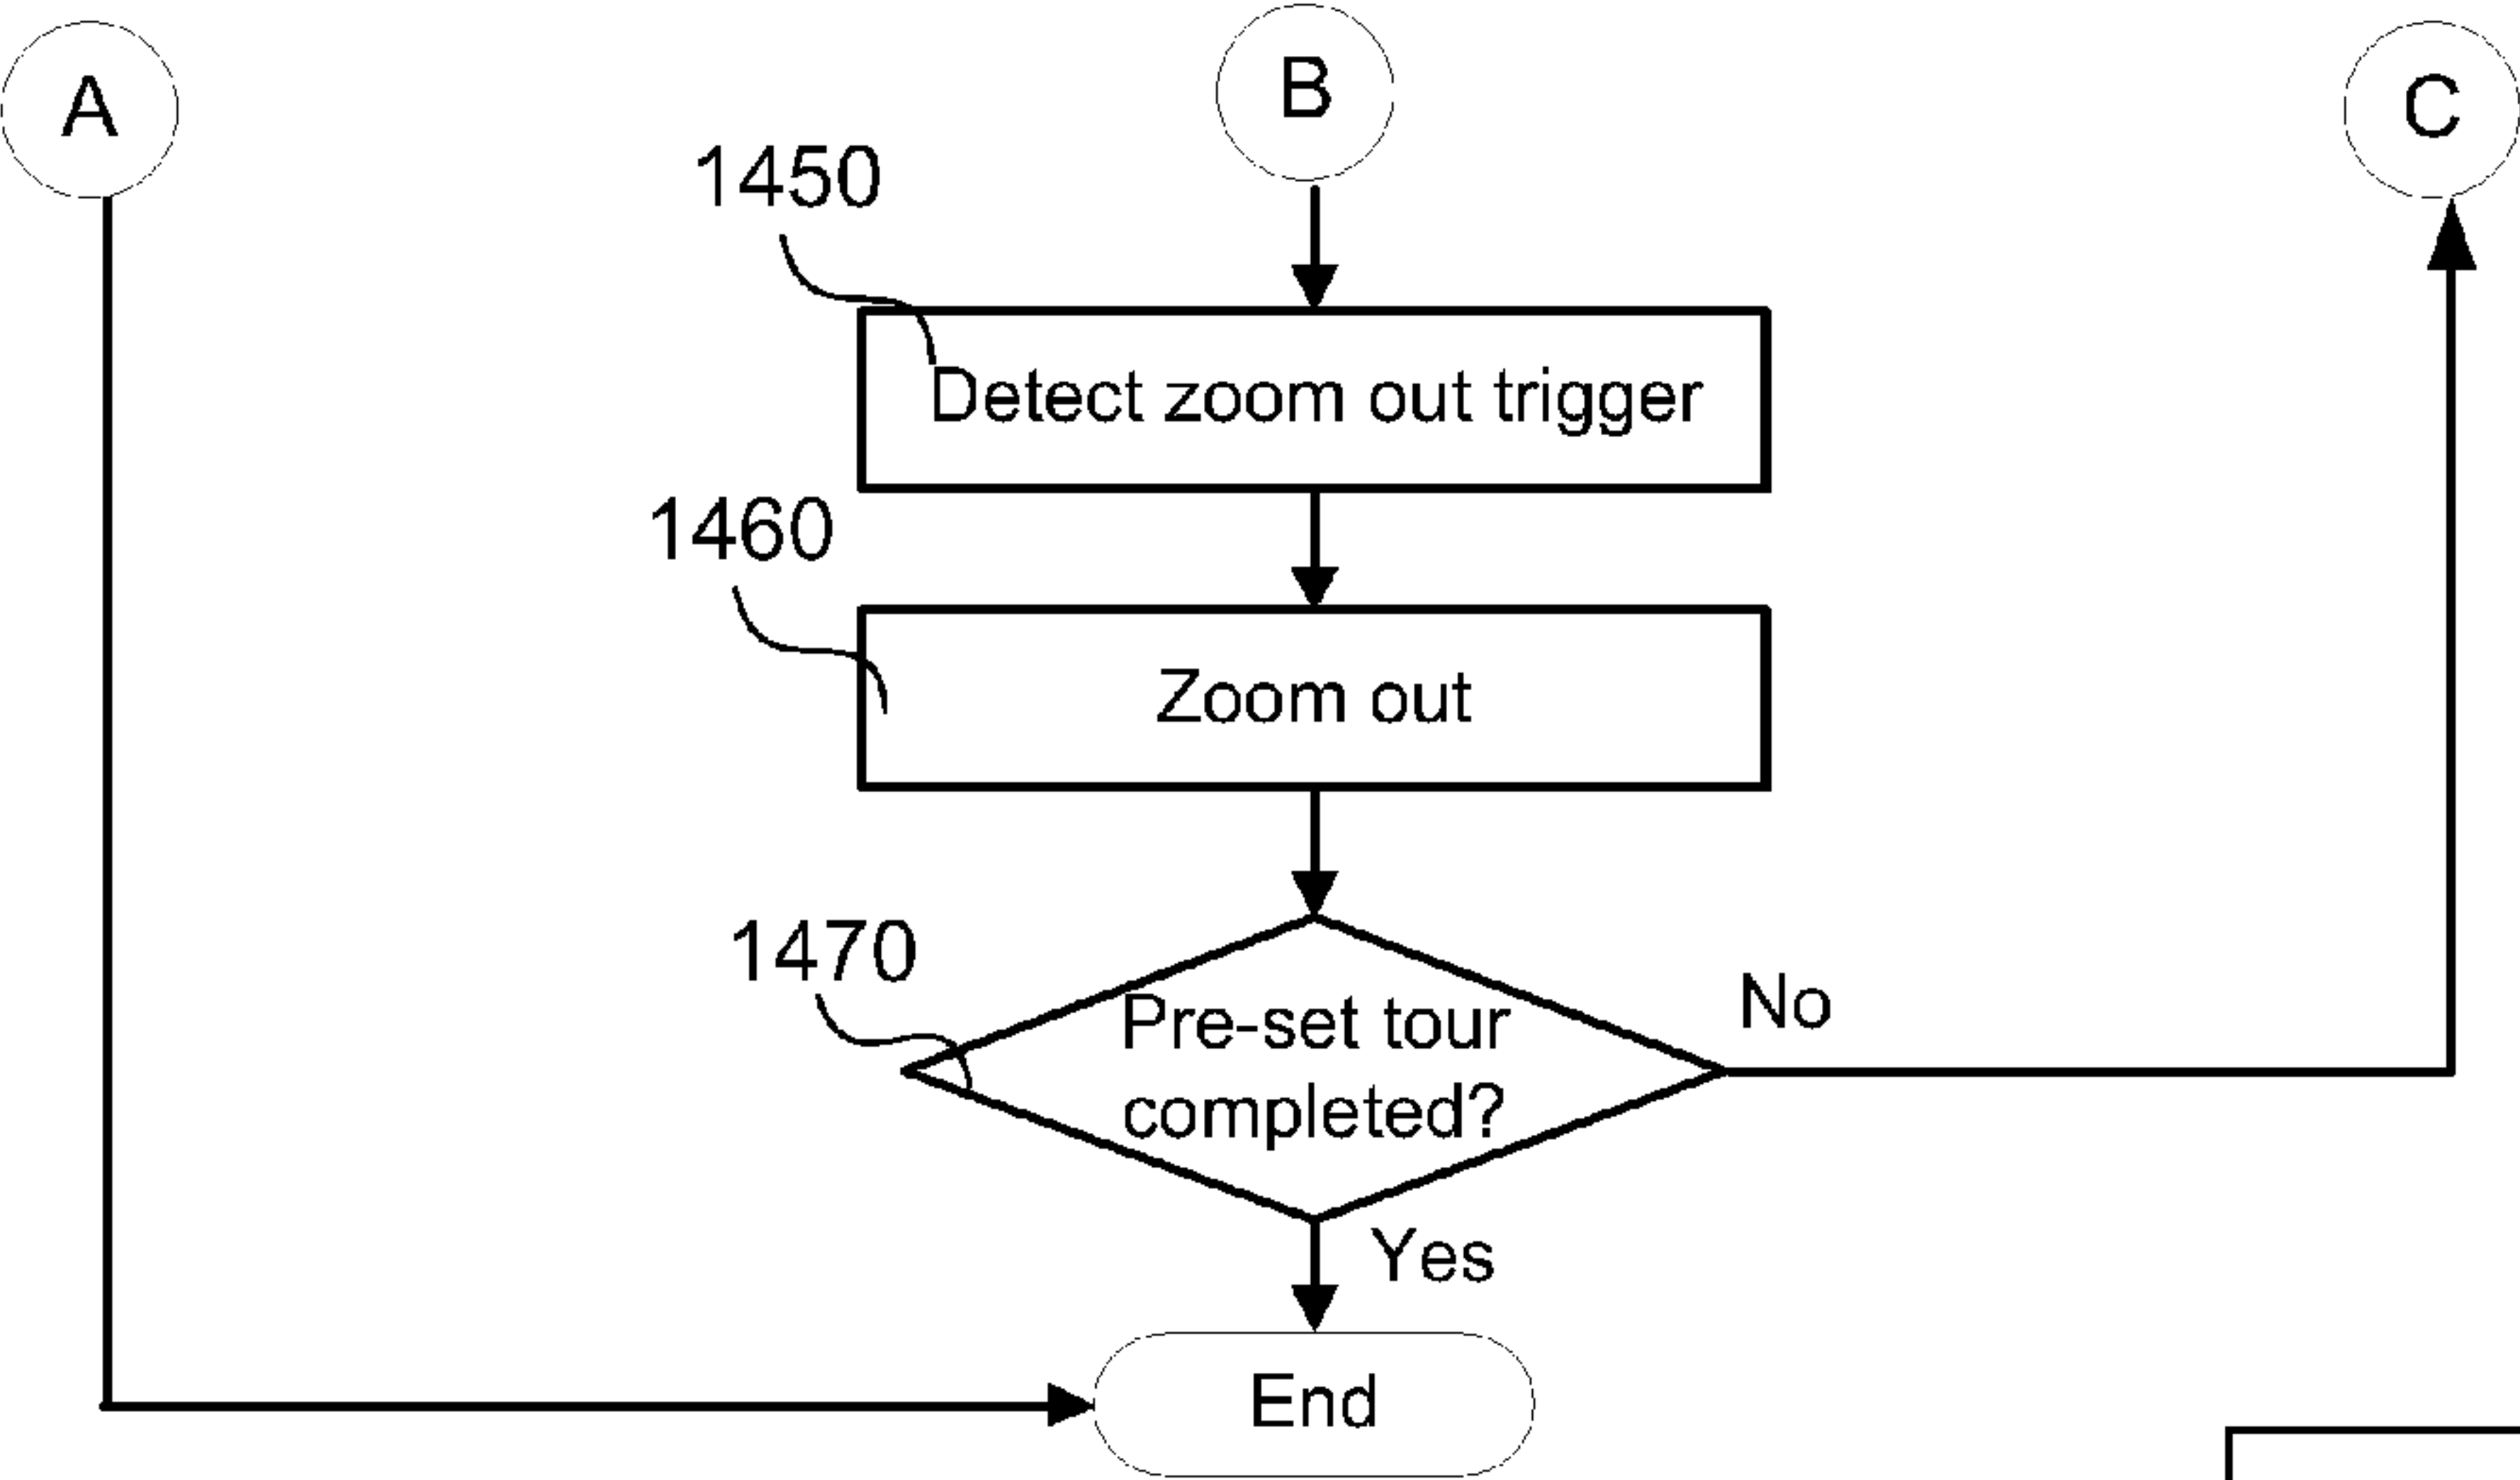 A
B
C
1450
Detect zoom out trigger
1460
Zoom out
1470
Pre-set tour
completed?
No
Yes
End